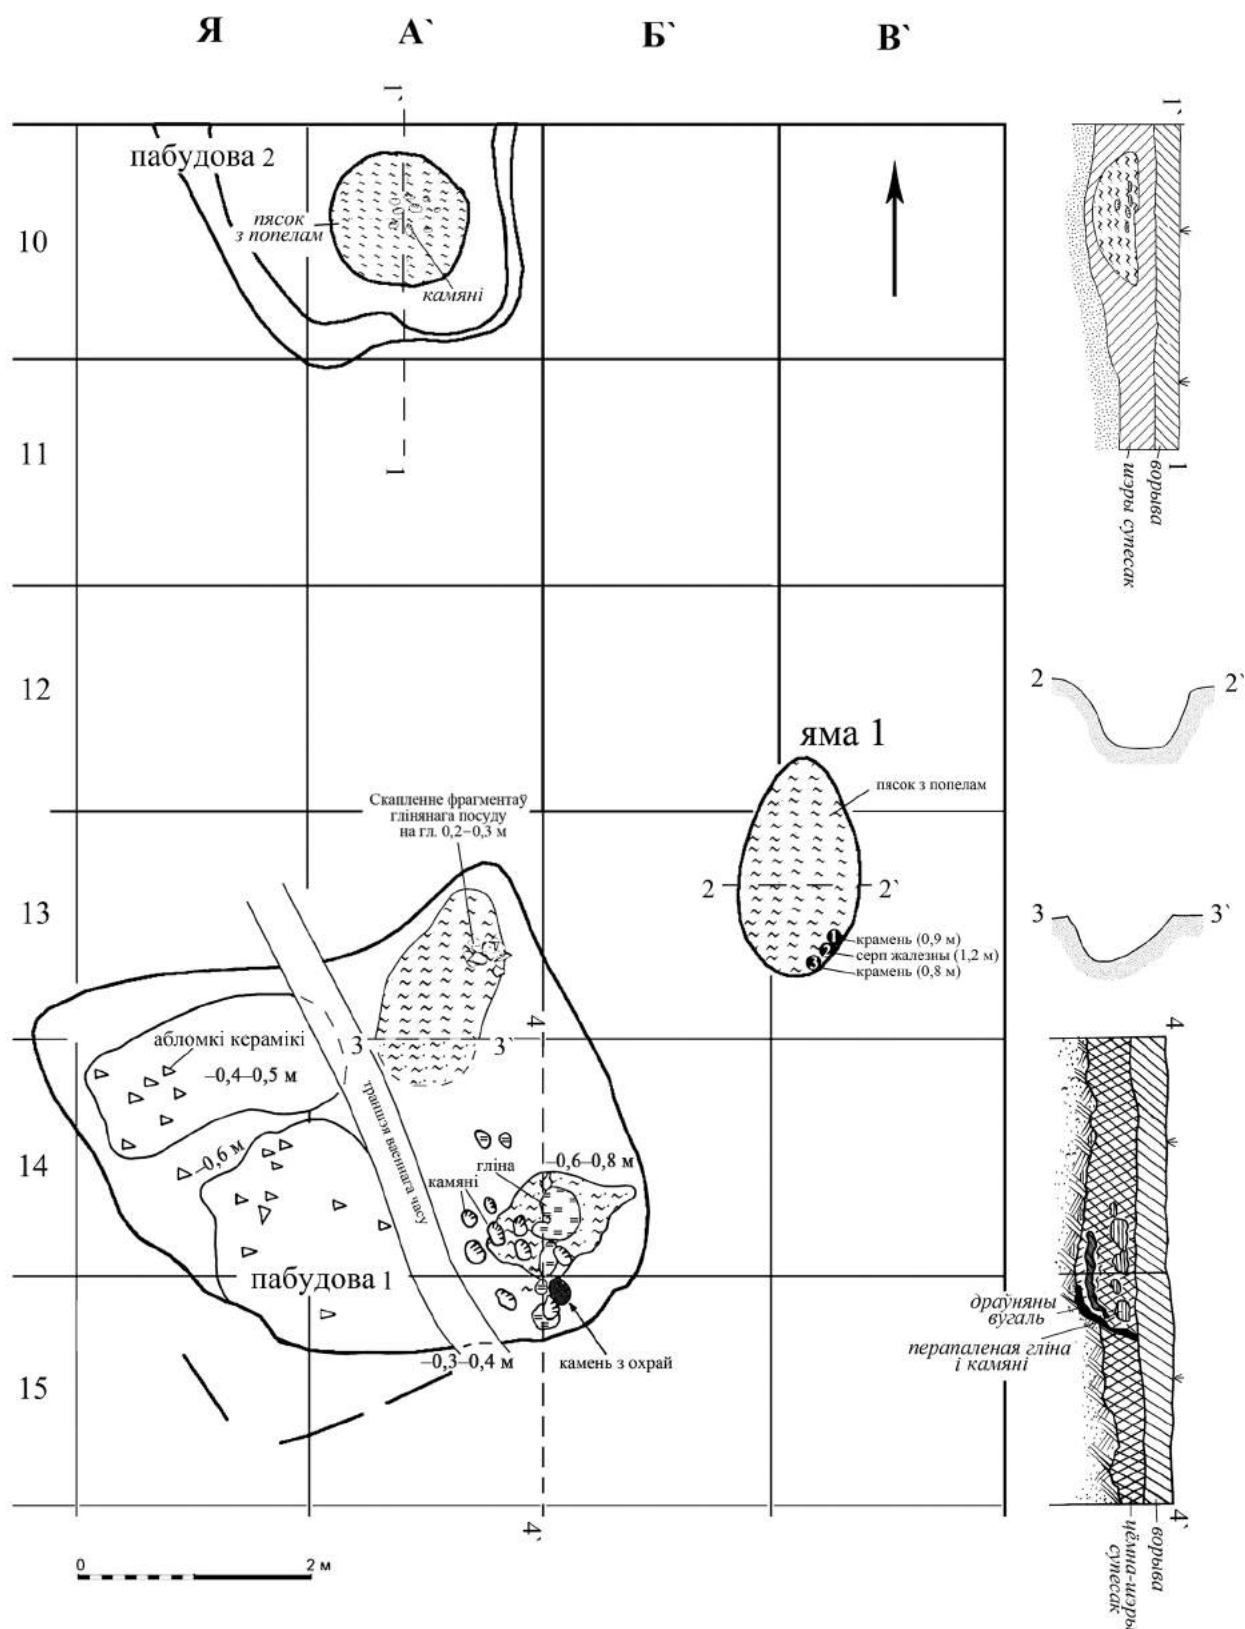 Я А` Б` В`
1`
1`
пабудова 2
пясок
з попелам
10
камяні
11
1
1
ворыва
шэры супесак
12
2 2`
яма 1
пясок з попелам
Скапленне фрагментаў
глінянага посуду
на гл. 0,2–0,3 м
13
2 2`
3 3`
1
крамень (0,9 м)
2
серп жалезны (1,2 м)
3
крамень (0,8 м)
4
4
3 3`
абломкі керамікі
–0,4–0,5 м
траншэя ваеннага часу
14
–0,6 м
гліна
–0,6–0,8 м
камяні
пабудова 1
драўняны
вугаль
перапаленая гліна
і камяні
–0,3–0,4 м
камень з охрай
15
4`
4`
ворыва
цёмна-шэры
супесак
0 2 м